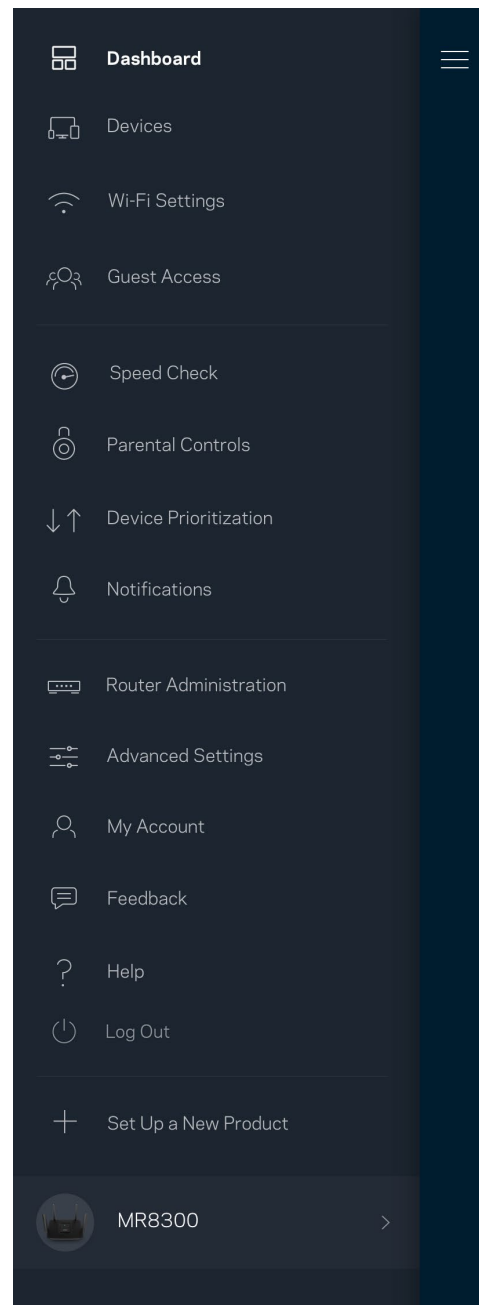 Dashboard
Devices
Wi-Fi Settings
Guest Access
Speed Check
Parental Controls
Device Prioritization
Notifications
Router Administration
Advanced Settings
My Account
Feedback
Help
Log Out
Set Up a New Product
MR8300